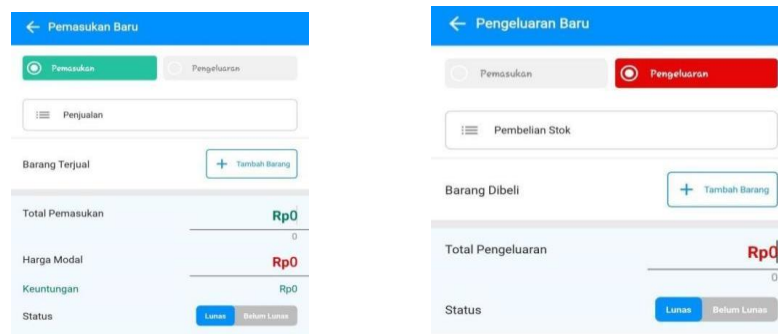 Pemasukan Baru
Pemasukan Pengeluaran
Penjualan
Barang Terjual + Tambah Barang
Total Pemasukan Rp0
0
Harga Modal Rp0
Keuntungan Rp0
Status Lunas Belum Lunas
Pengeluaran Baru
Pemasukan Pengeluaran
Pembelian Stok
Barang Dibeli + Tambah Barang
Total Pengeluaran Rp0
0
Status Lunas Belum Lunas